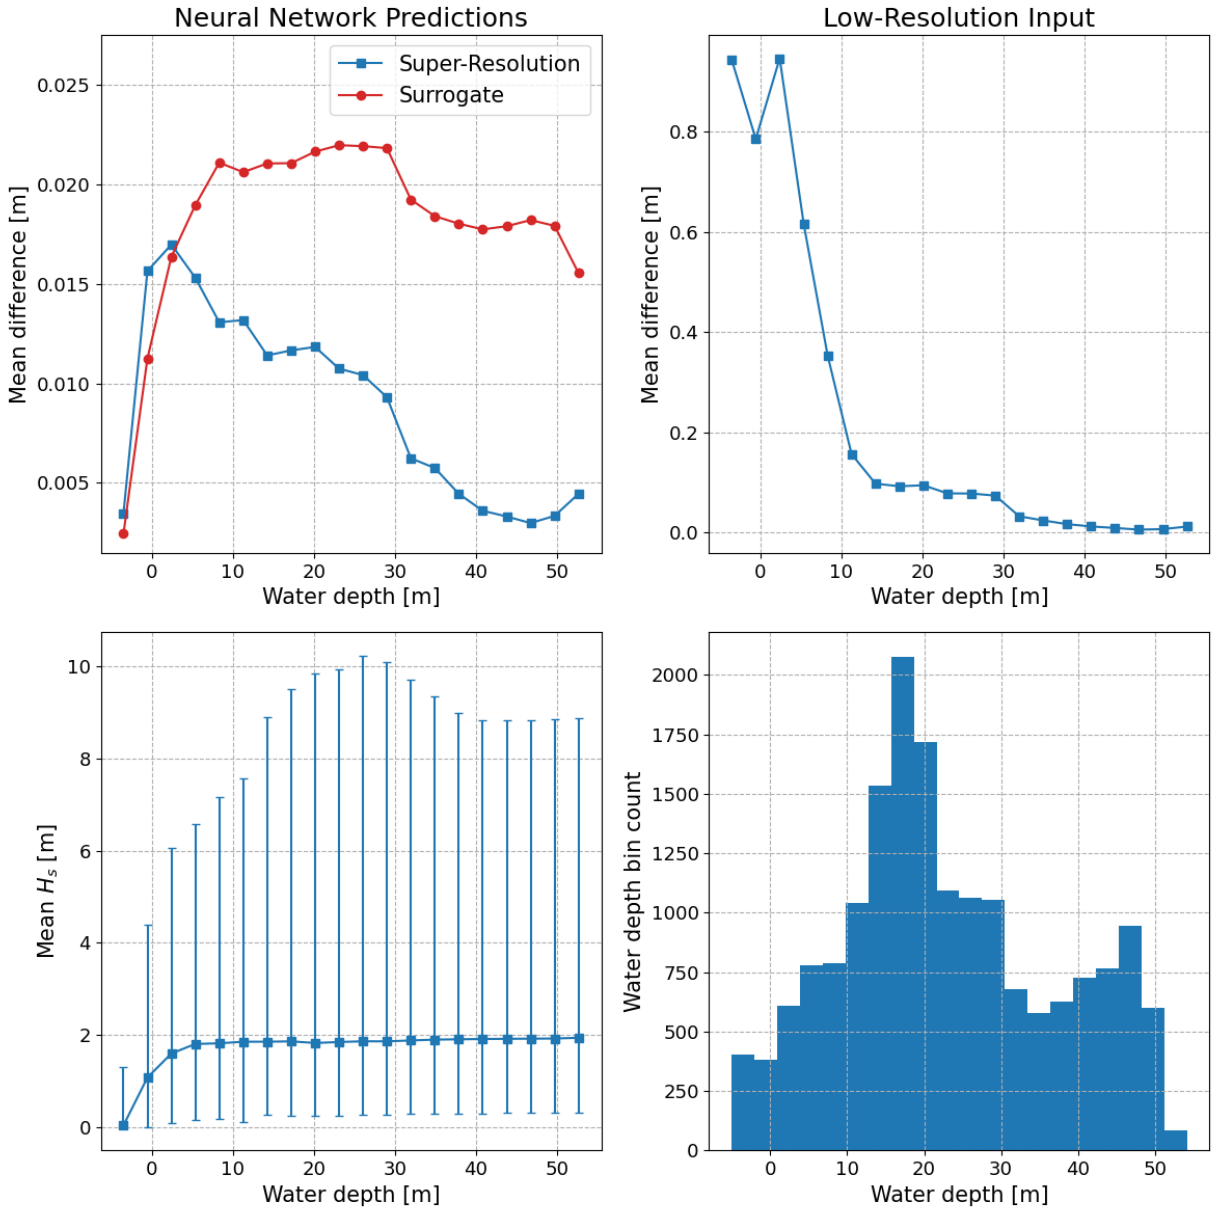 Neural Network Predictions
Super-Resolution
Surrogate
0.025
0.020
0.015
0.010
0.005
Mean difference [m]
0 10 20 30 40 50
Water depth [m]
Low-Resolution Input
0.8
0.6
0.4
0.2
0.0
Mean difference [m]
0 10 20 30 40 50
Water depth [m]
10
8
6
4
2
0
Mean Hₛ [m]
0 10 20 30 40 50
Water depth [m]
2000
1750
1500
1250
1000
750
500
250
0
Water depth bin count
0 10 20 30 40 50
Water depth [m]